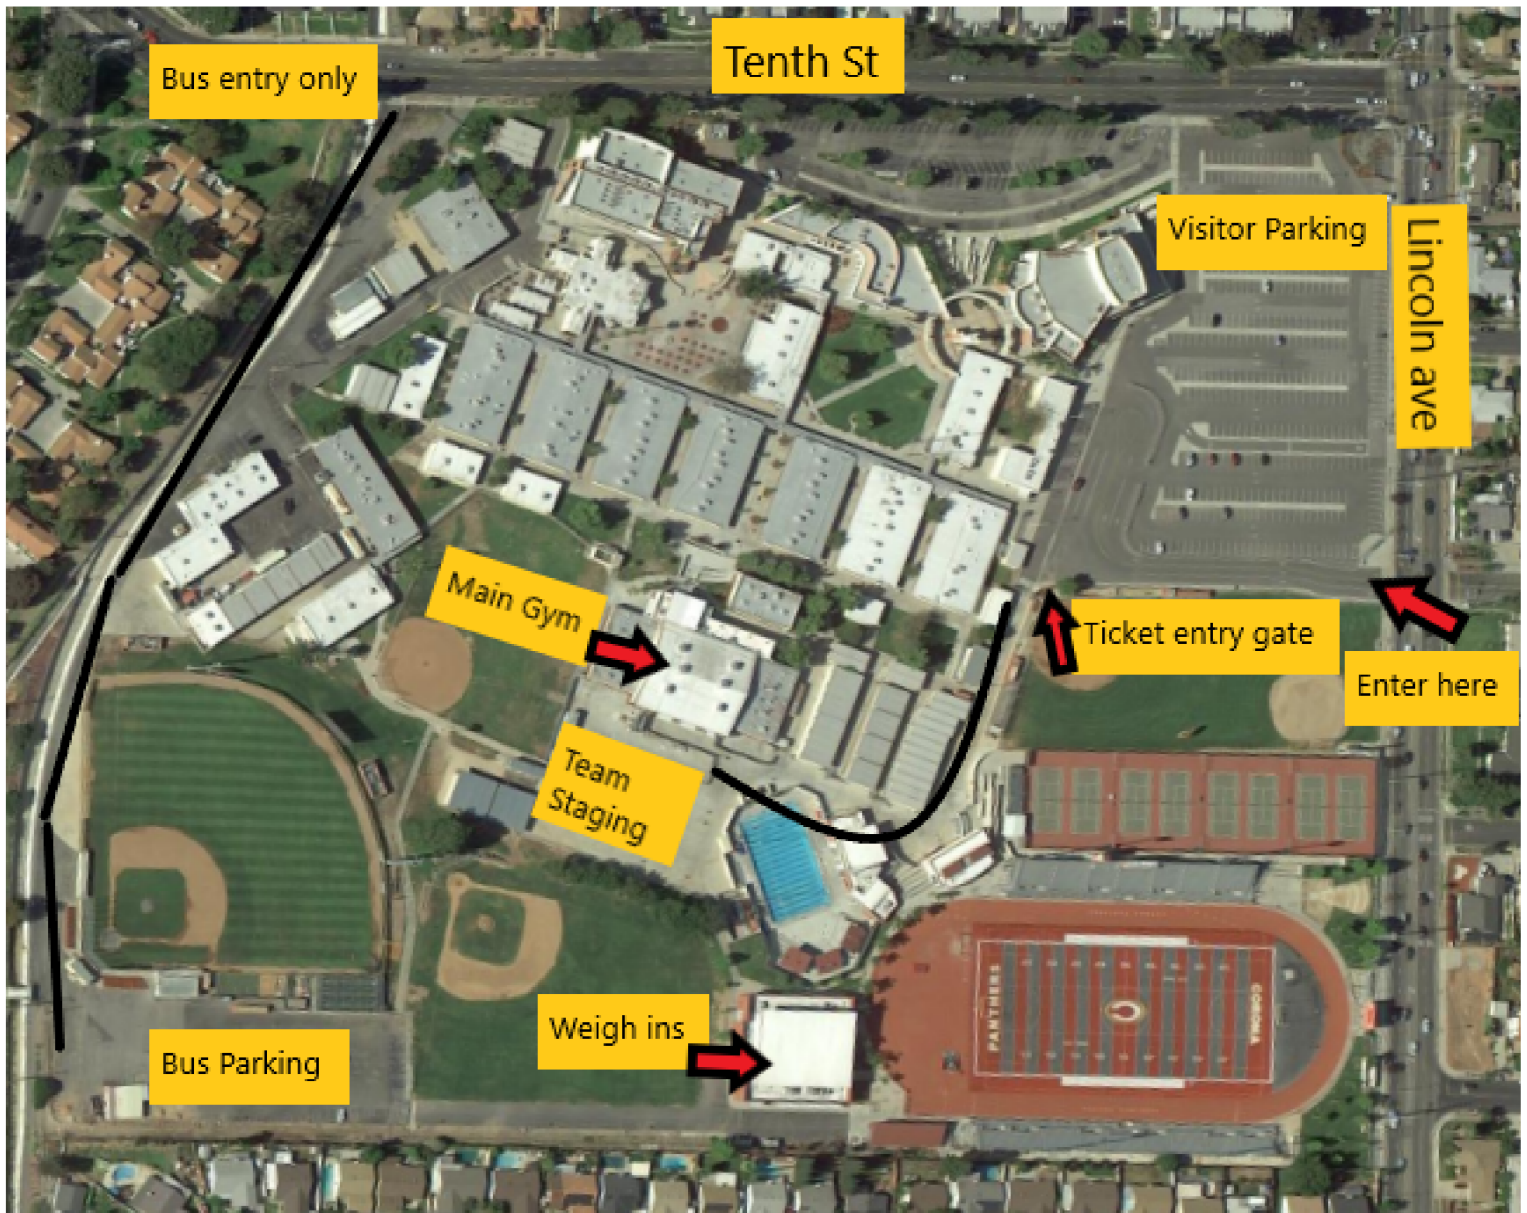 Bus entry only
Tenth St
Visitor Parking
Lincoln ave
Main Gym
Ticket entry gate
Enter here
Team
Staging
PANTHERS
CORONA
Weigh ins
Bus Parking